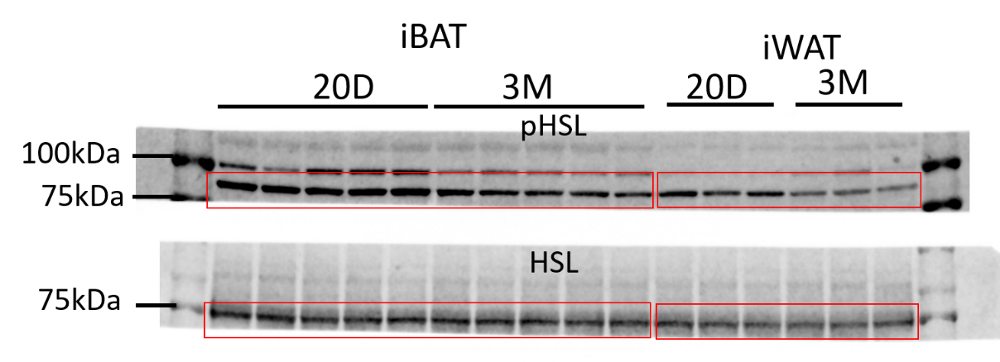 iBAT
iWAT
20D
3M
20D
3M
pHSL
100kDa
75kDa
HSL
75kDa